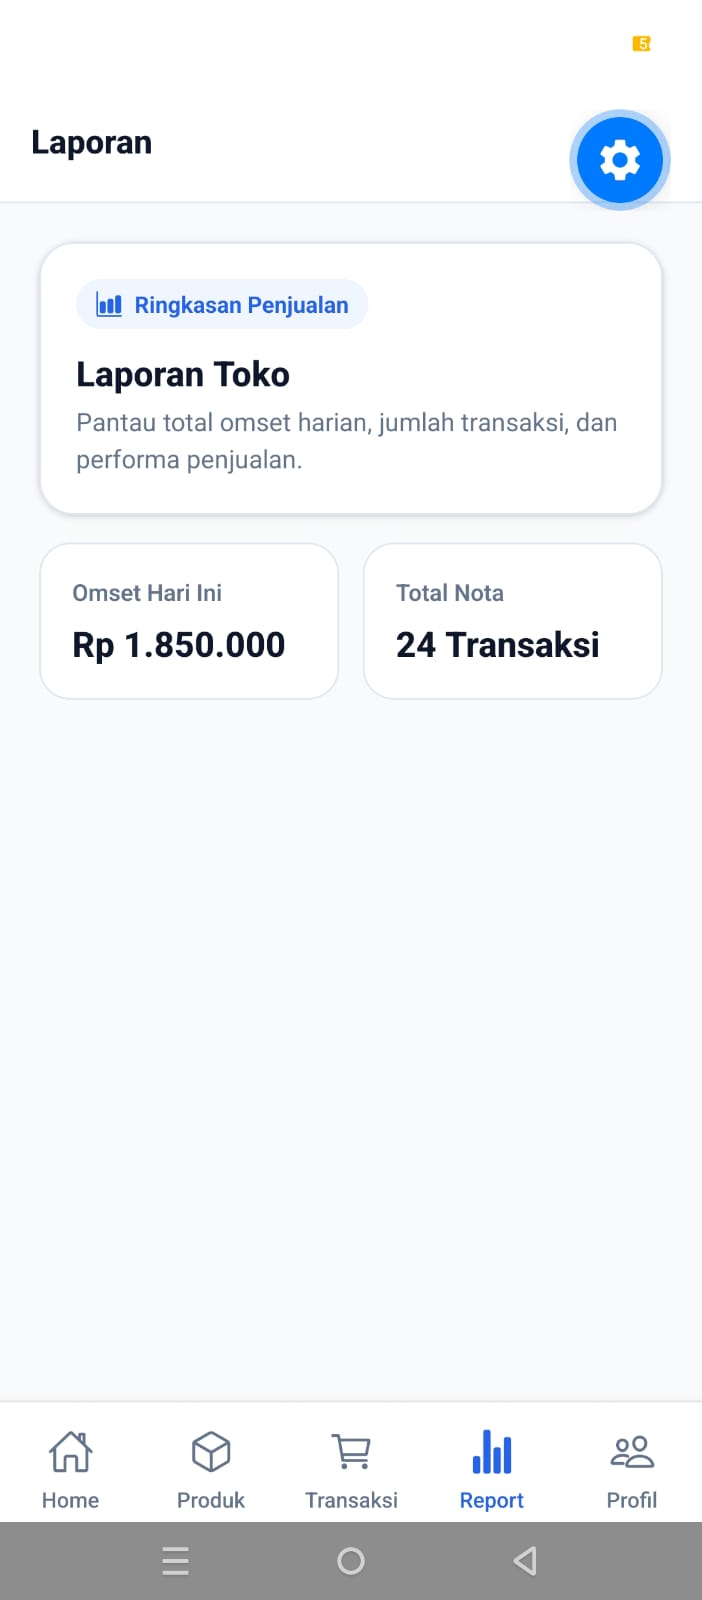 Laporan
Ringkasan Penjualan
Laporan Toko
Pantau total omset harian, jumlah transaksi, dan
performa penjualan.
Omset Hari Ini
Rp 1.850.000
Total Nota
24 Transaksi
Home
Produk
Transaksi
Report
Profil